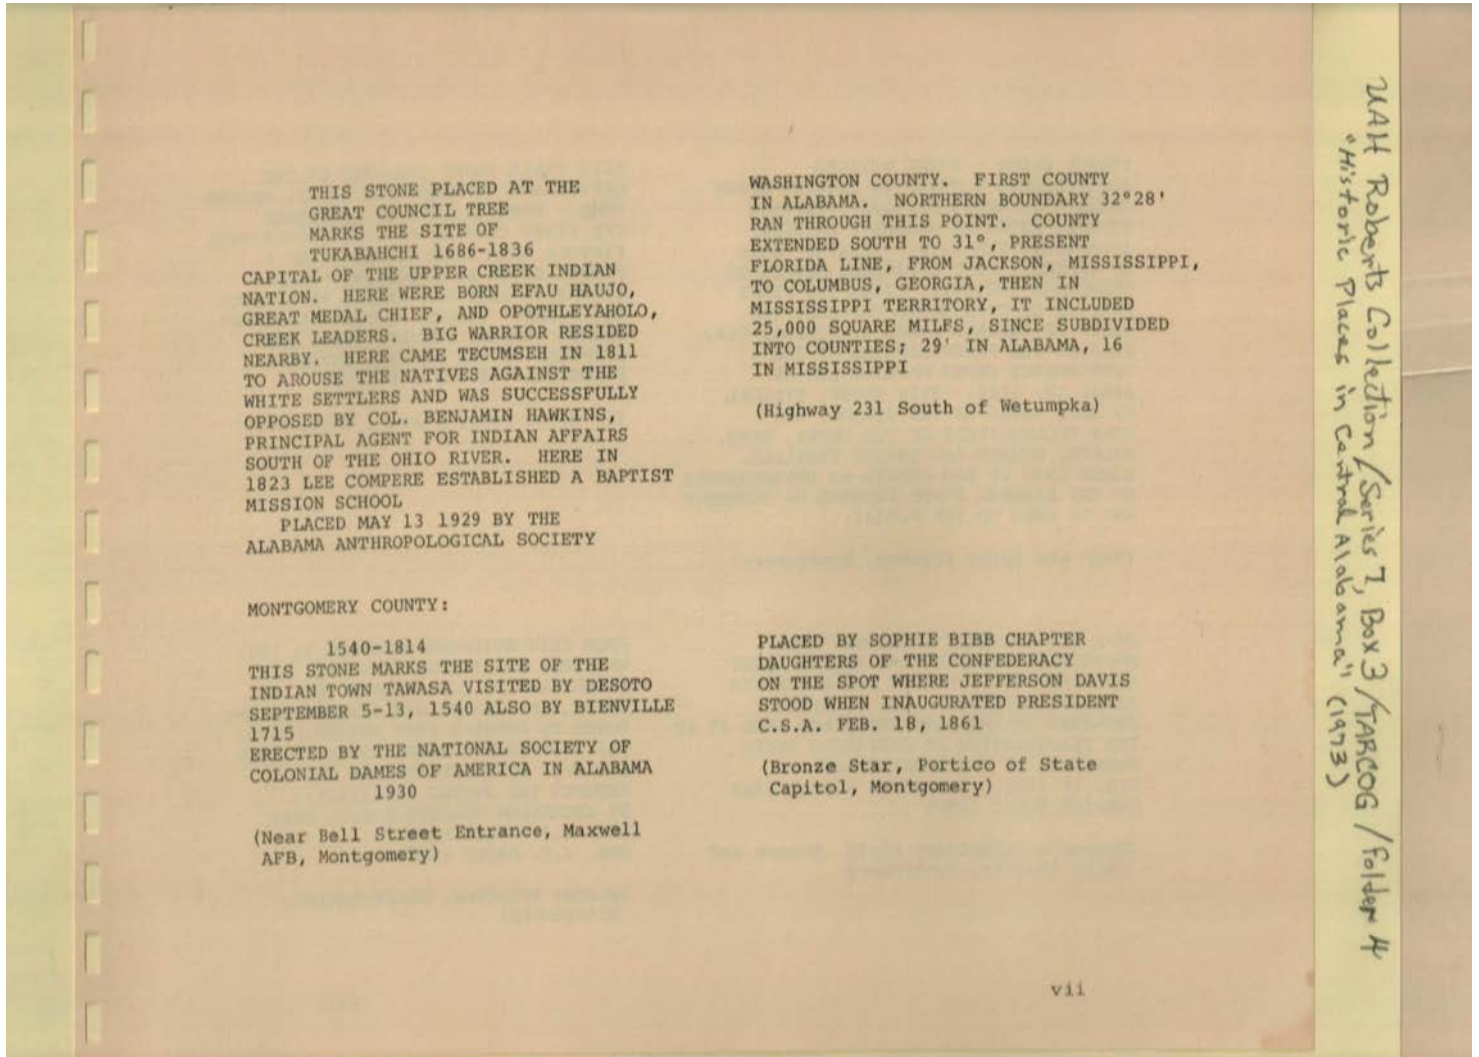 THIS STONE PLACED AT THE
GREAT COUNCIL TREE
MARKS THE SITE OF
TUKABAHCHI 1686-1836
CAPITAL OF THE UPPER CREEK INDIAN
NATION. HERE WERE BORN EFAU HAUJO,
GREAT MEDAL CHIEF, AND OPOTHLEYAHOLO,
CREEK LEADERS. BIG WARRIOR RESIDED
NEARBY. HERE CAME TECUMSEH IN 1811
TO AROUSE THE NATIVES AGAINST THE
WHITE SETTLERS AND WAS SUCCESSFULLY
OPPOSED BY COL. BENJAMIN HAWKINS,
PRINCIPAL AGENT FOR INDIAN AFFAIRS
SOUTH OF THE OHIO RIVER. HERE IN
1823 LEE COMPERE ESTABLISHED A BAPTIST
MISSION SCHOOL
PLACED MAY 13 1929 BY THE
ALABAMA ANTHROPOLOGICAL SOCIETY
WASHINGTON COUNTY. FIRST COUNTY
IN ALABAMA. NORTHERN BOUNDARY 32°28'
RAN THROUGH THIS POINT. COUNTY
EXTENDED SOUTH TO 31°, PRESENT
FLORIDA LINE, FROM JACKSON, MISSISSIPPI,
TO COLUMBUS, GEORGIA, THEN IN
MISSISSIPPI TERRITORY, IT INCLUDED
25,000 SQUARE MILFS, SINCE SUBDIVIDED
INTO COUNTIES; 29' IN ALABAMA, 16
IN MISSISSIPPI
(Highway 231 South of Wetumpka)
MONTGOMERY COUNTY:
1540-1814
THIS STONE MARKS THE SITE OF THE
INDIAN TOWN TAWASA VISITED BY DESOTO
SEPTEMBER 5-13, 1540 ALSO BY BIENVILLE
1715
ERECTED BY THE NATIONAL SOCIETY OF
COLONIAL DAMES OF AMERICA IN ALABAMA
1930
(Near Bell Street Entrance, Maxwell
AFB, Montgomery)
PLACED BY SOPHIE BIBB CHAPTER
DAUGHTERS OF THE CONFEDERACY
ON THE SPOT WHERE JEFFERSON DAVIS
STOOD WHEN INAUGURATED PRESIDENT
C.S.A. FEB. 18, 1861
(Bronze Star, Portico of State
Capitol, Montgomery)
vii
UAH Roberts Collection/Series 7, Box 3/TARCOG/Folder 4
"Historic Places in Central Alabama" (1973)